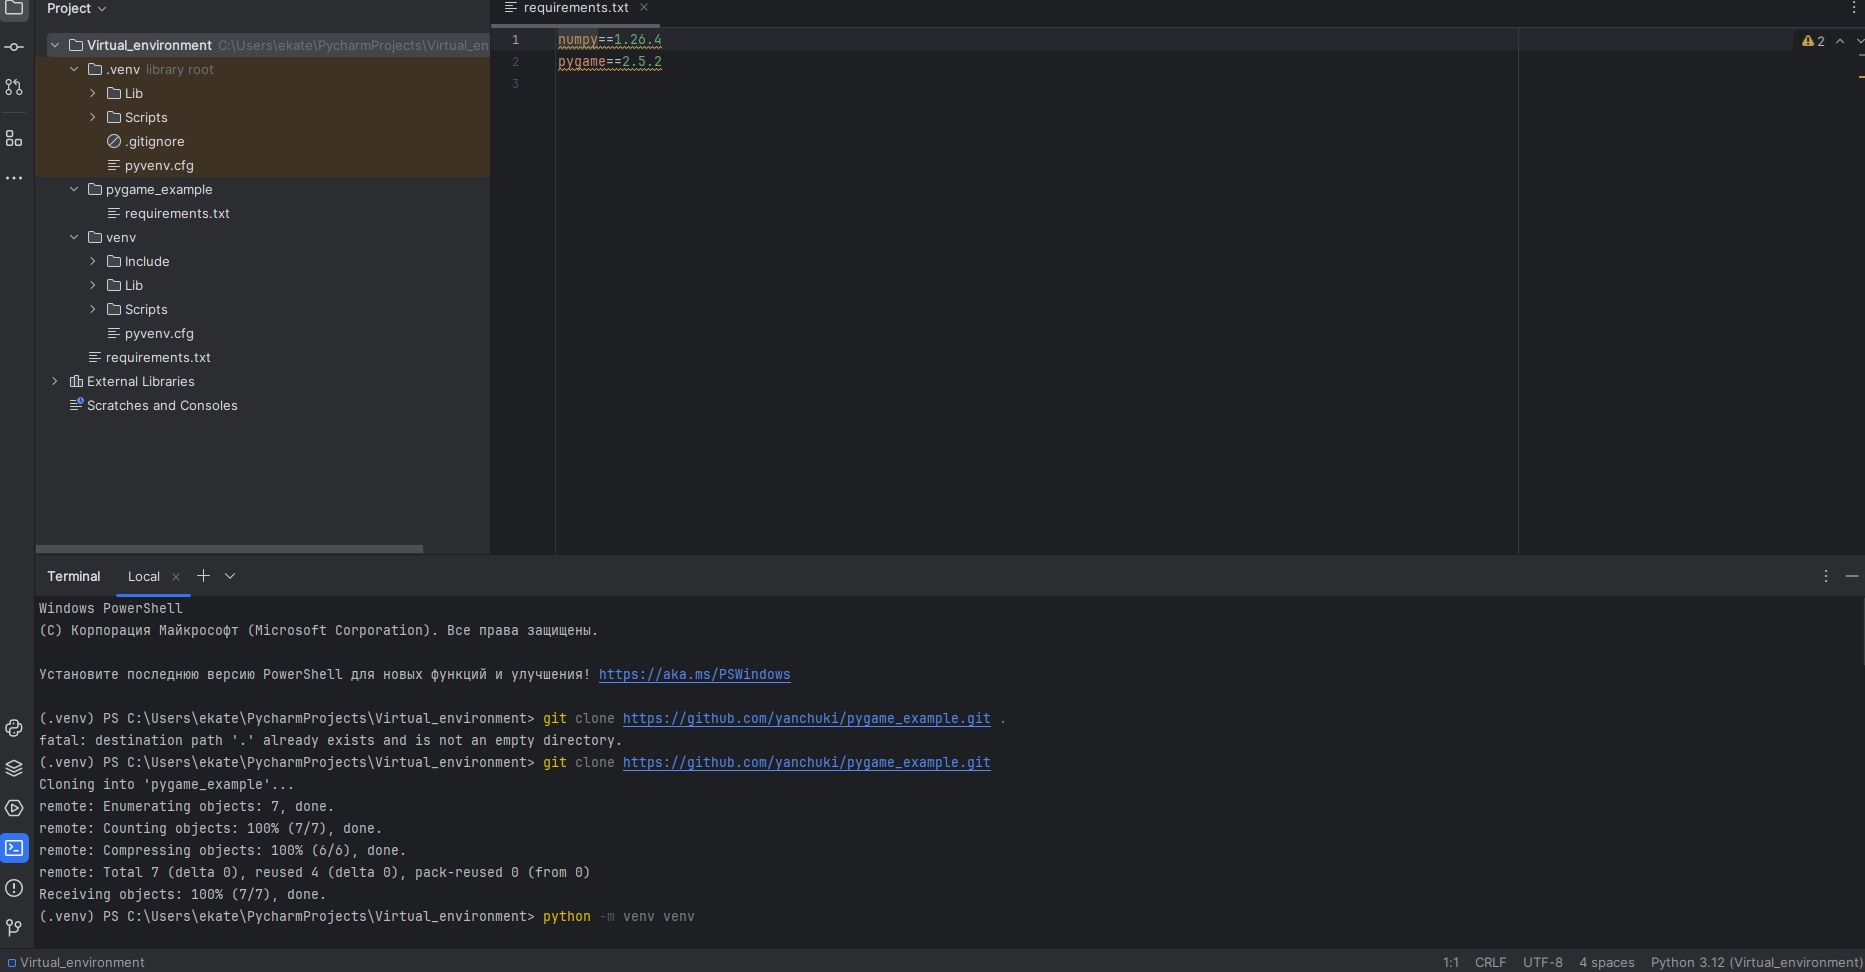 Project
requirements.txt
Virtual_environment C:\Users\ekate\PycharmProjects\Virtual_en
.venv library root
Lib
Scripts
.gitignore
pyvenv.cfg
pygame_example
requirements.txt
venv
Include
Lib
Scripts
pyvenv.cfg
requirements.txt
External Libraries
Scratches and Consoles
1 numpy==1.26.4
2 pygame==2.5.2
3
2
Terminal Local
Windows PowerShell
(C) Корпорация Майкрософт (Microsoft Corporation). Все права защищены.
Установите последнюю версию PowerShell для новых функций и улучшения! https://aka.ms/PSWindows
(.venv) PS C:\Users\ekate\PycharmProjects\Virtual_environment> git clone https://github.com/yanchuki/pygame_example.git .
fatal: destination path '.' already exists and is not an empty directory.
(.venv) PS C:\Users\ekate\PycharmProjects\Virtual_environment> git clone https://github.com/yanchuki/pygame_example.git
Cloning into 'pygame_example'...
remote: Enumerating objects: 7, done.
remote: Counting objects: 100% (7/7), done.
remote: Compressing objects: 100% (6/6), done.
remote: Total 7 (delta 0), reused 4 (delta 0), pack-reused 0 (from 0)
Receiving objects: 100% (7/7), done.
(.venv) PS C:\Users\ekate\PycharmProjects\Virtual_environment> python -m venv venv
Virtual_environment
1:1 CRLF UTF-8 4 spaces Python 3.12 (Virtual_environment)